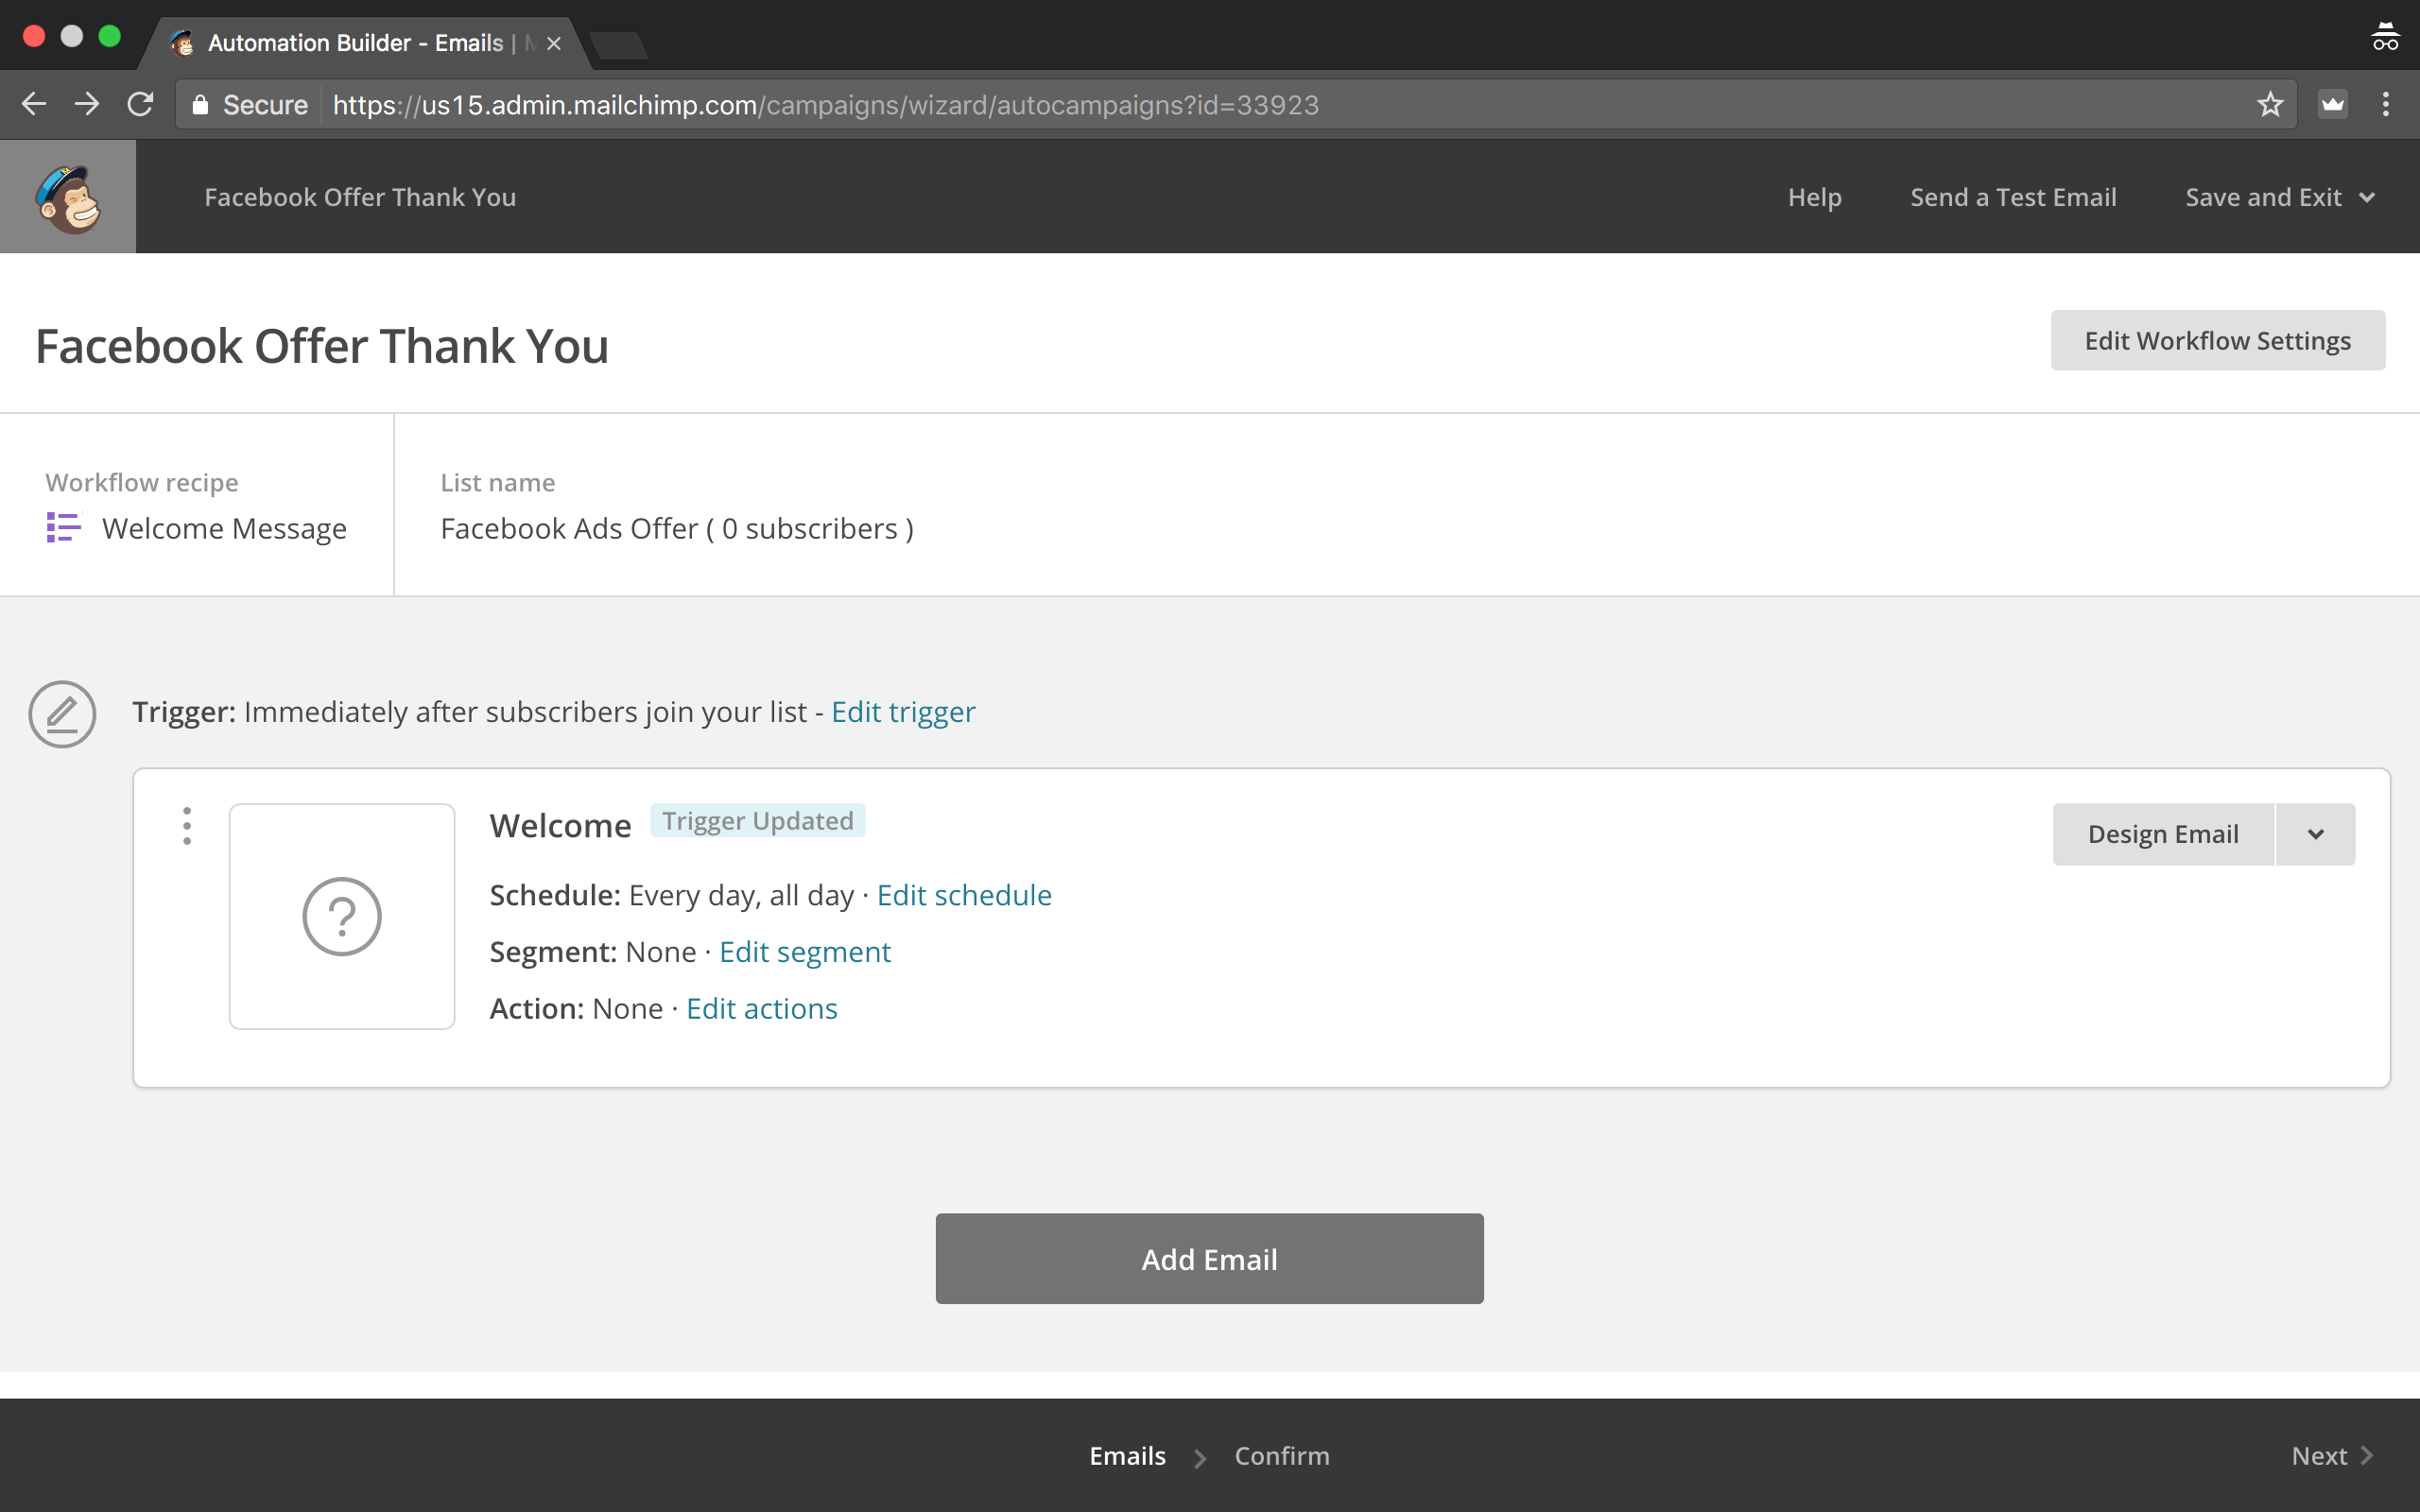 Automation Builder - Emails |
Secure https://us15.admin.mailchimp.com/campaigns/wizard/autocampaigns?id=33923
Facebook Offer Thank You Help Send a Test Email Save and Exit
Facebook Offer Thank You Edit Workflow Settings
Workflow recipe List name
Welcome Message Facebook Ads Offer ( 0 subscribers )
Trigger: Immediately after subscribers join your list - Edit trigger
Welcome Trigger Updated Design Email
Schedule: Every day, all day · Edit schedule
?
Segment: None · Edit segment
Action: None · Edit actions
Add Email
Emails > Confirm Next >